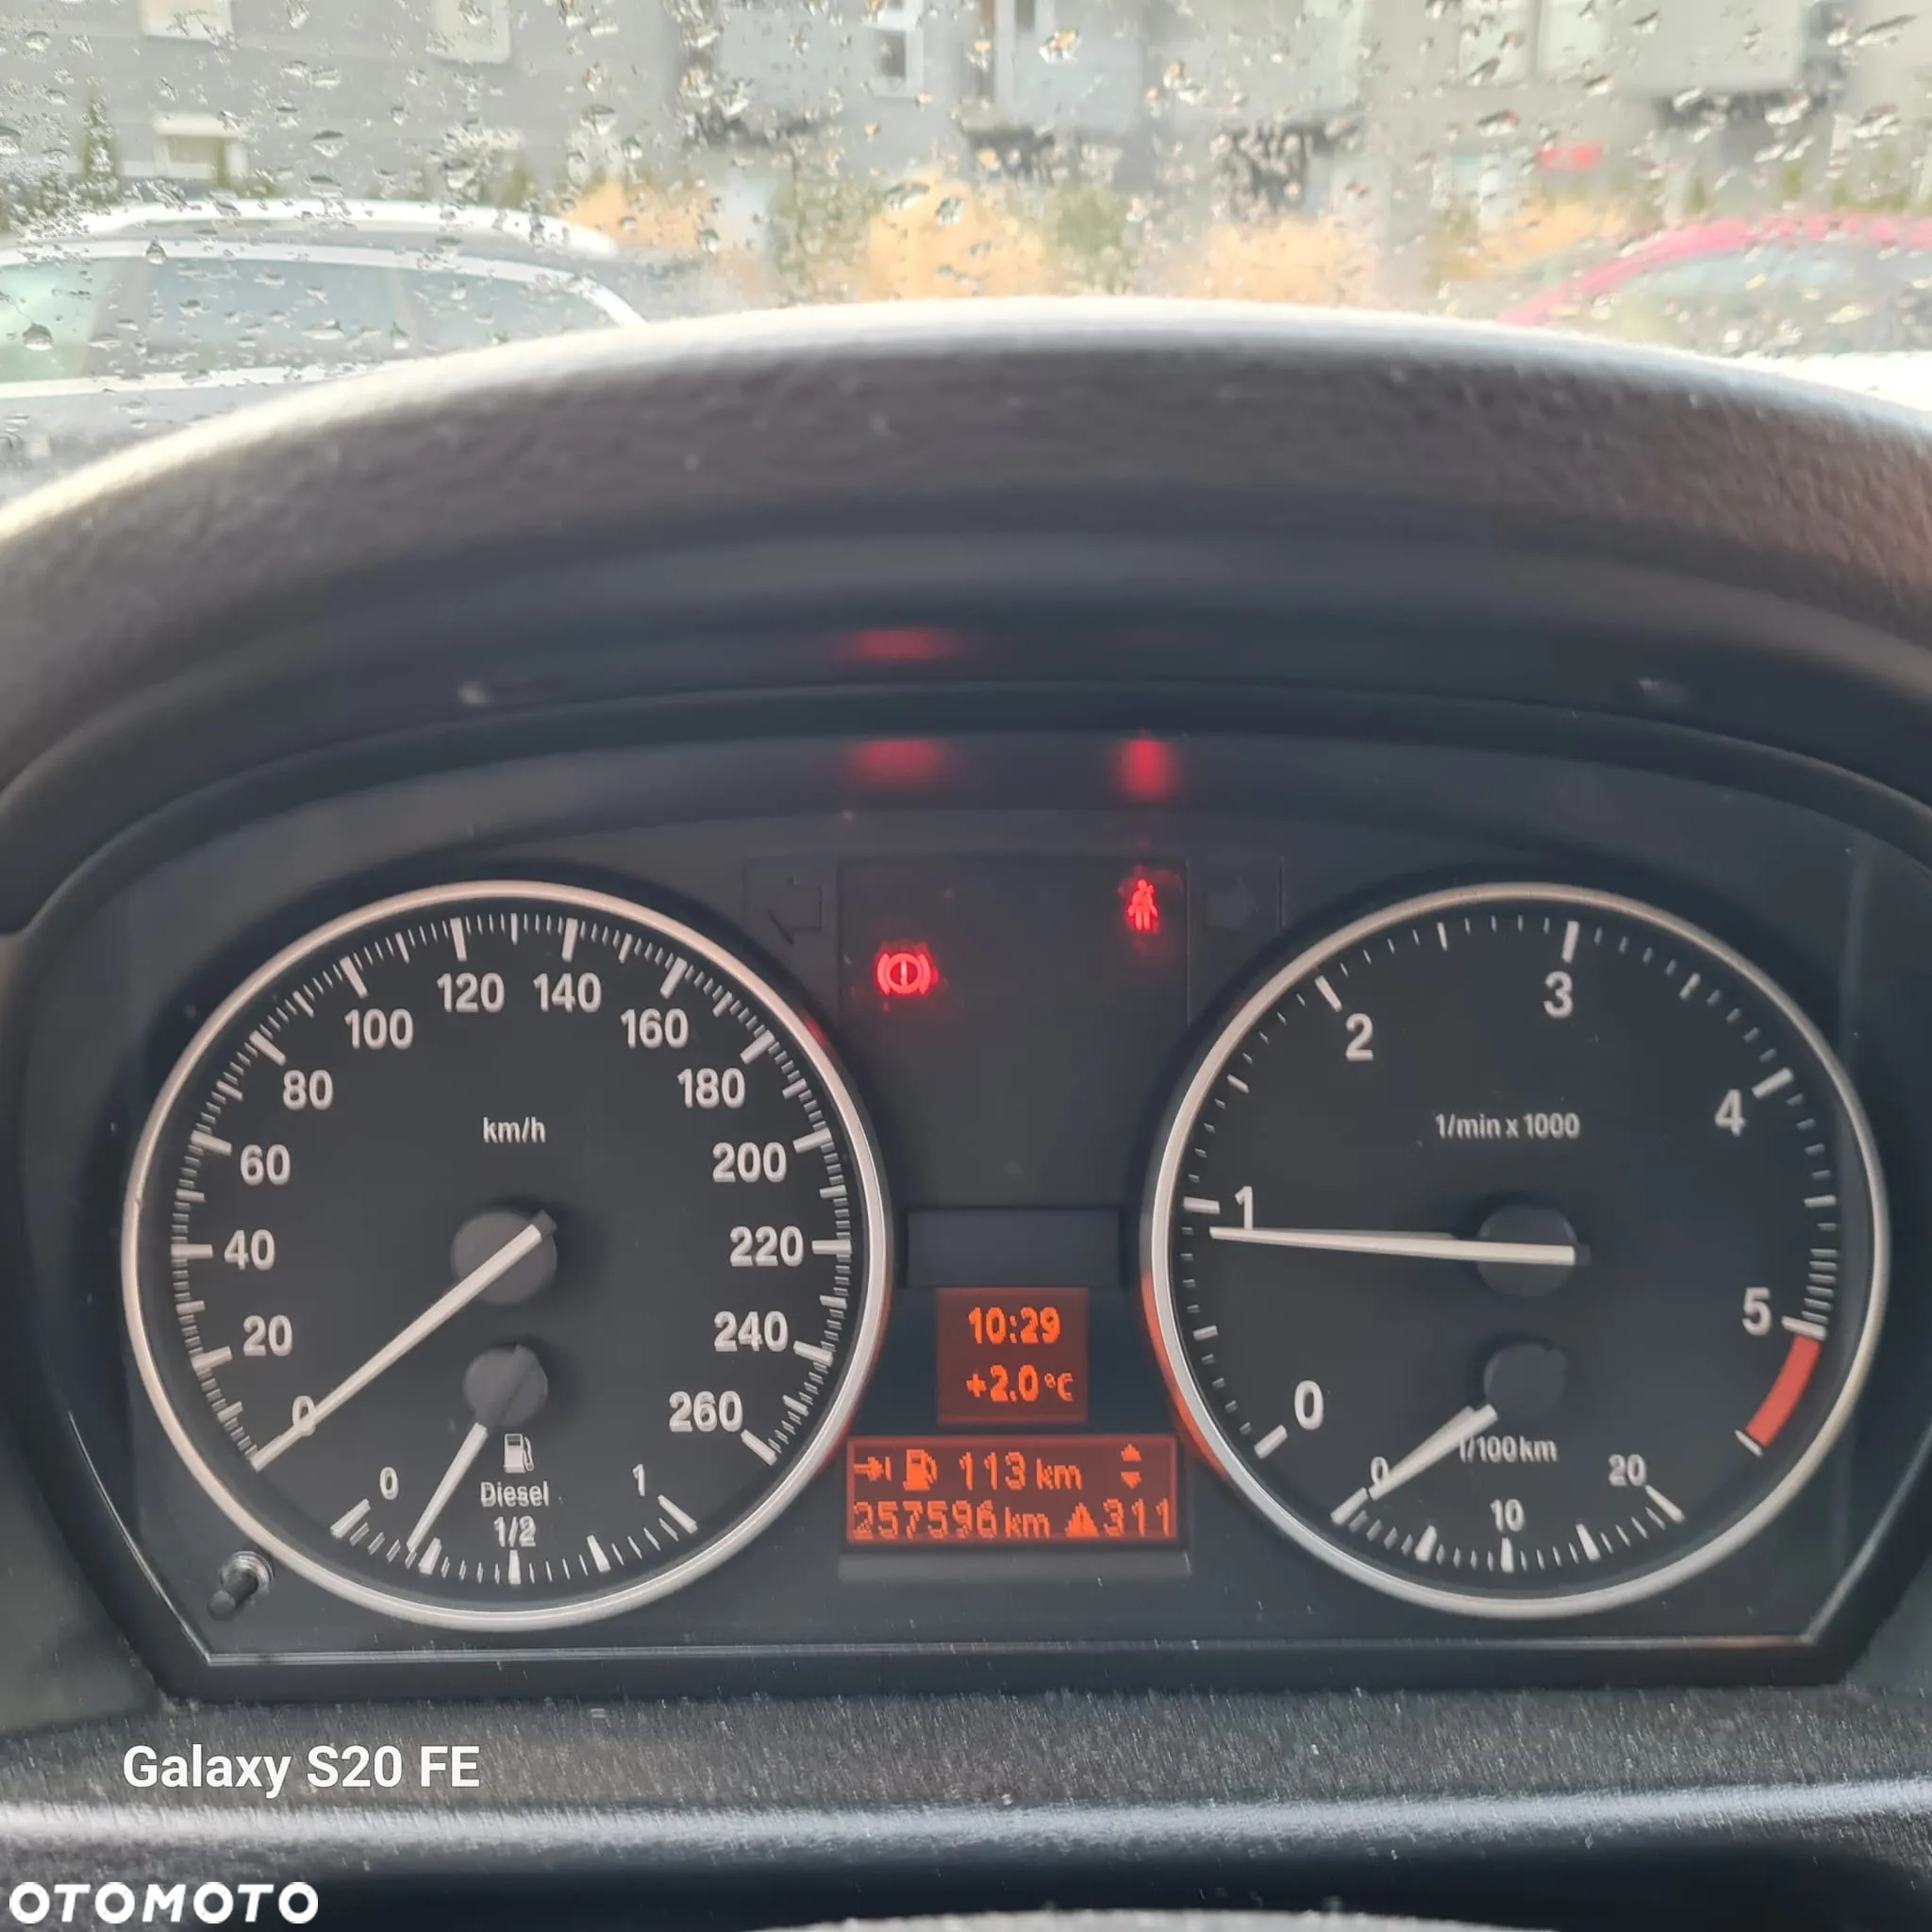 120 140
100 160
80 180
km/h
60 200
40 220
20 240
0 260
0 1
Diesel
1/2
10:29
+2.0°C
113 km
257596 km 311
3
2
1/min x 1000
4
1
5
0
l/100km
0 20
10
Galaxy S20 FE
OTOMOTO